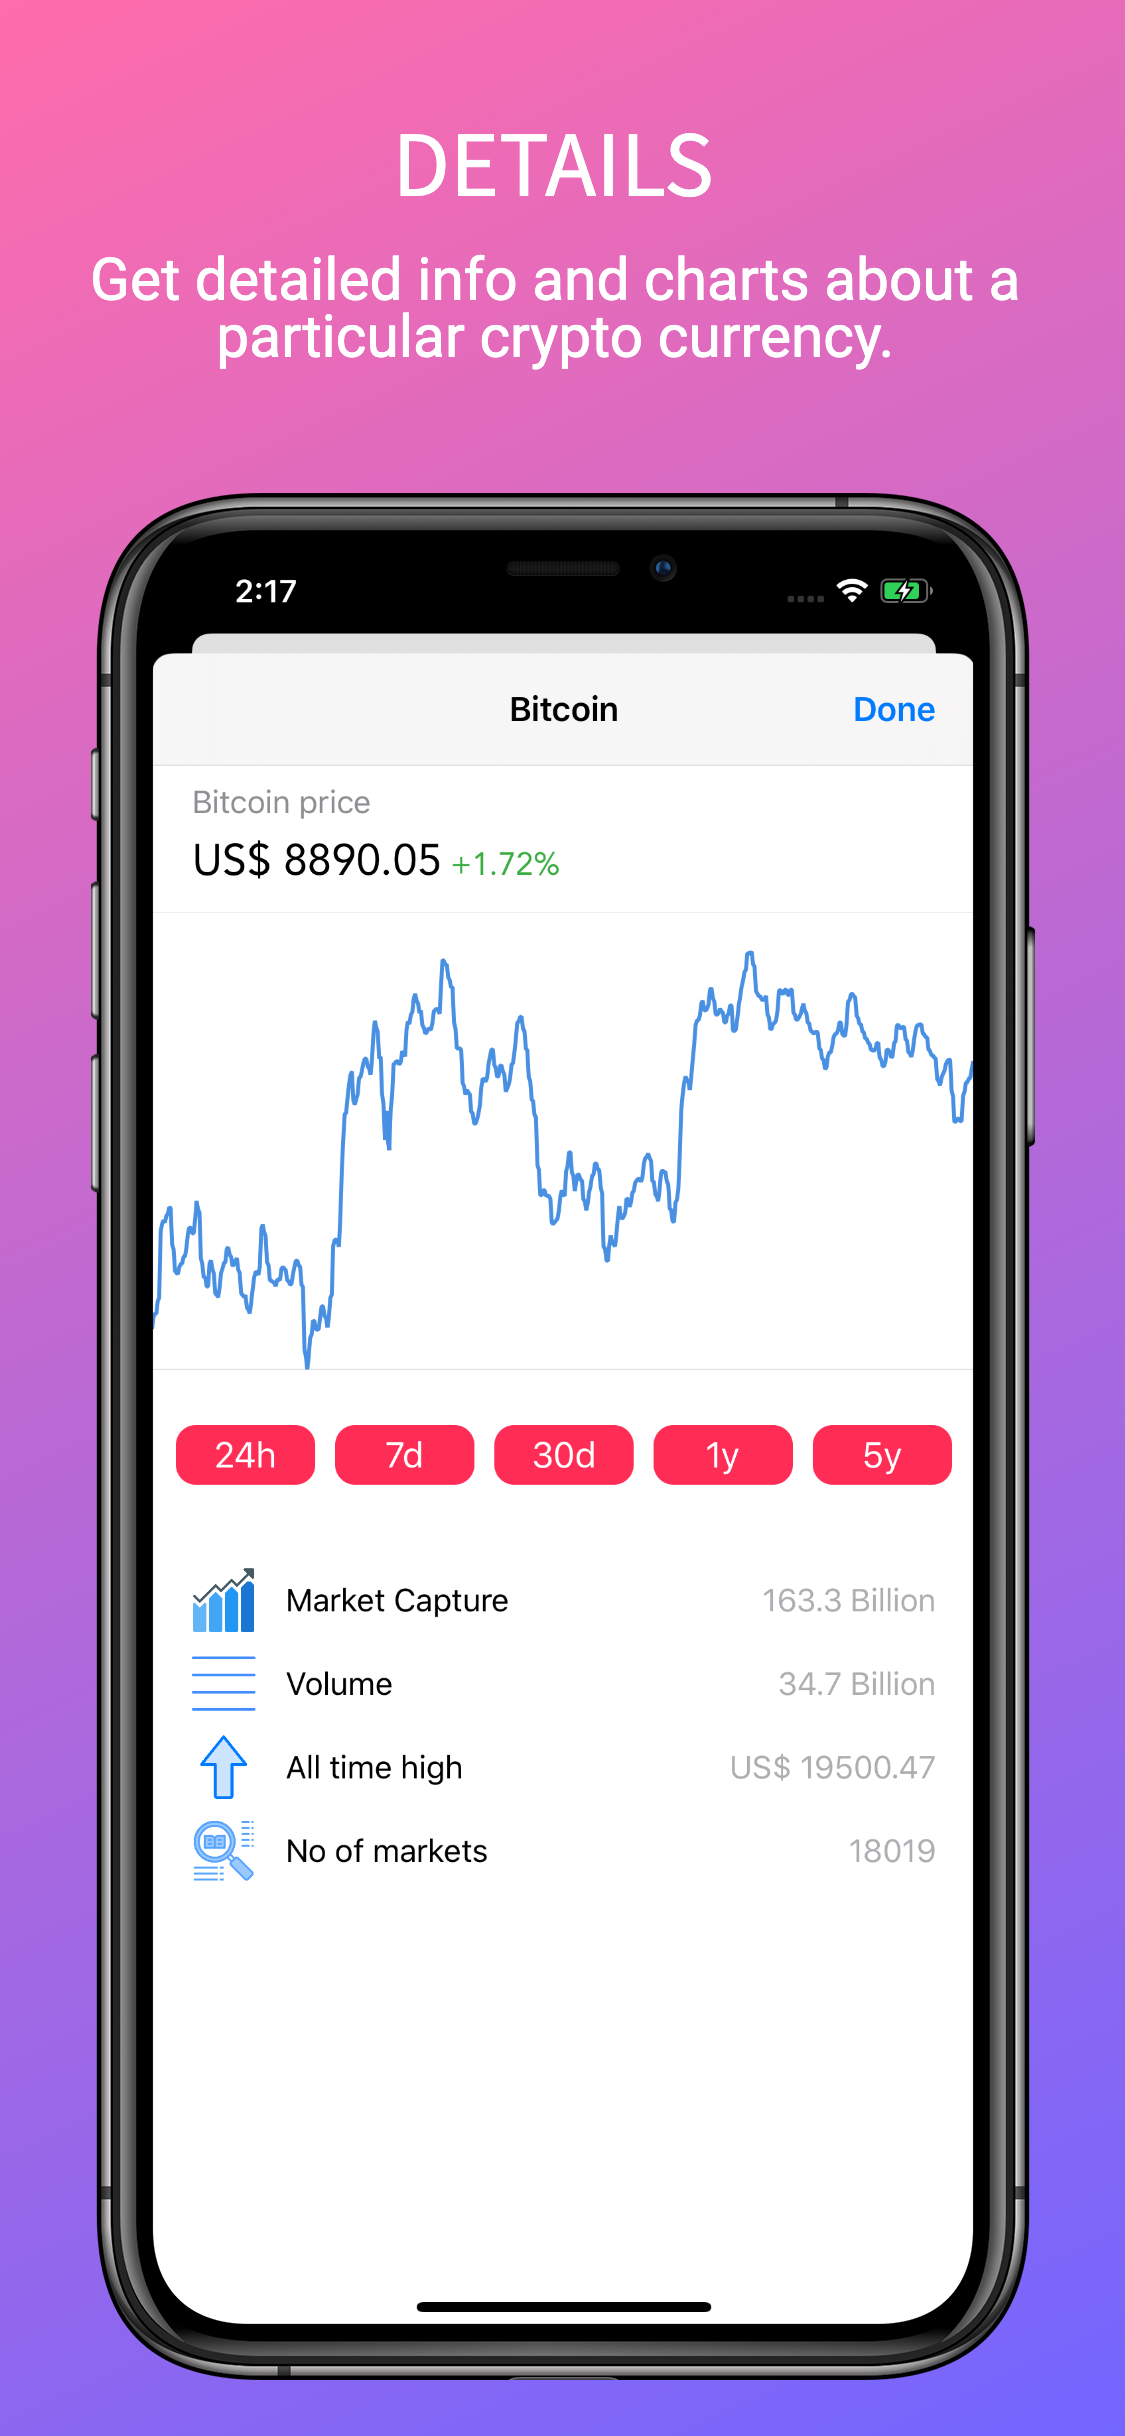 DETAILS
Get detailed info and charts about a
particular crypto currency.
2:17
Bitcoin
Done
Bitcoin price
US$ 8890.05 +1.72%
24h 7d 30d 1y 5y
Market Capture 163.3 Billion
Volume 34.7 Billion
All time high US$ 19500.47
No of markets 18019